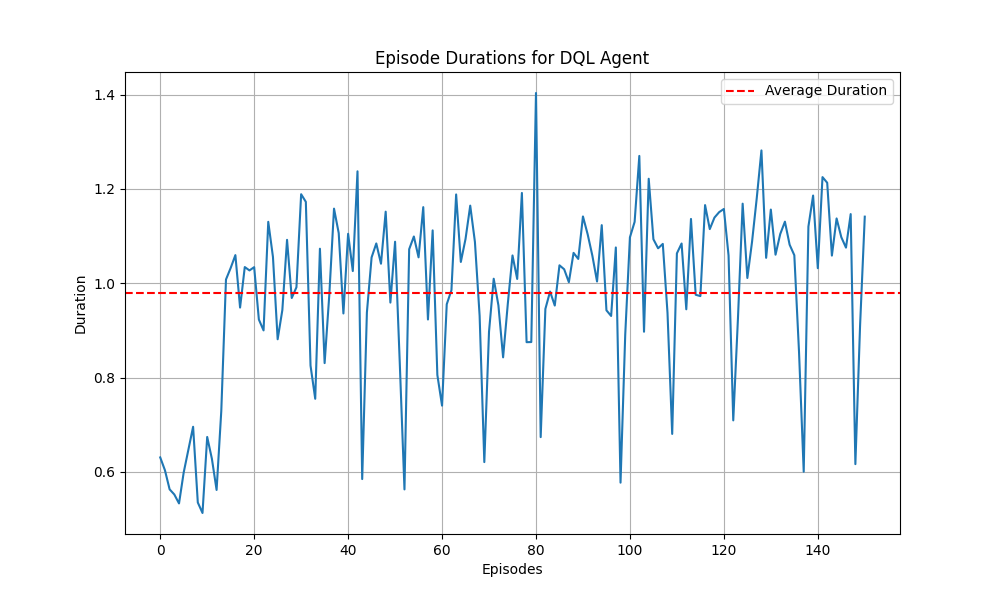 Episode Durations for DQL Agent
Average Duration
Duration
1.4
1.2
1.0
0.8
0.6
0 20 40 60 80 100 120 140
Episodes